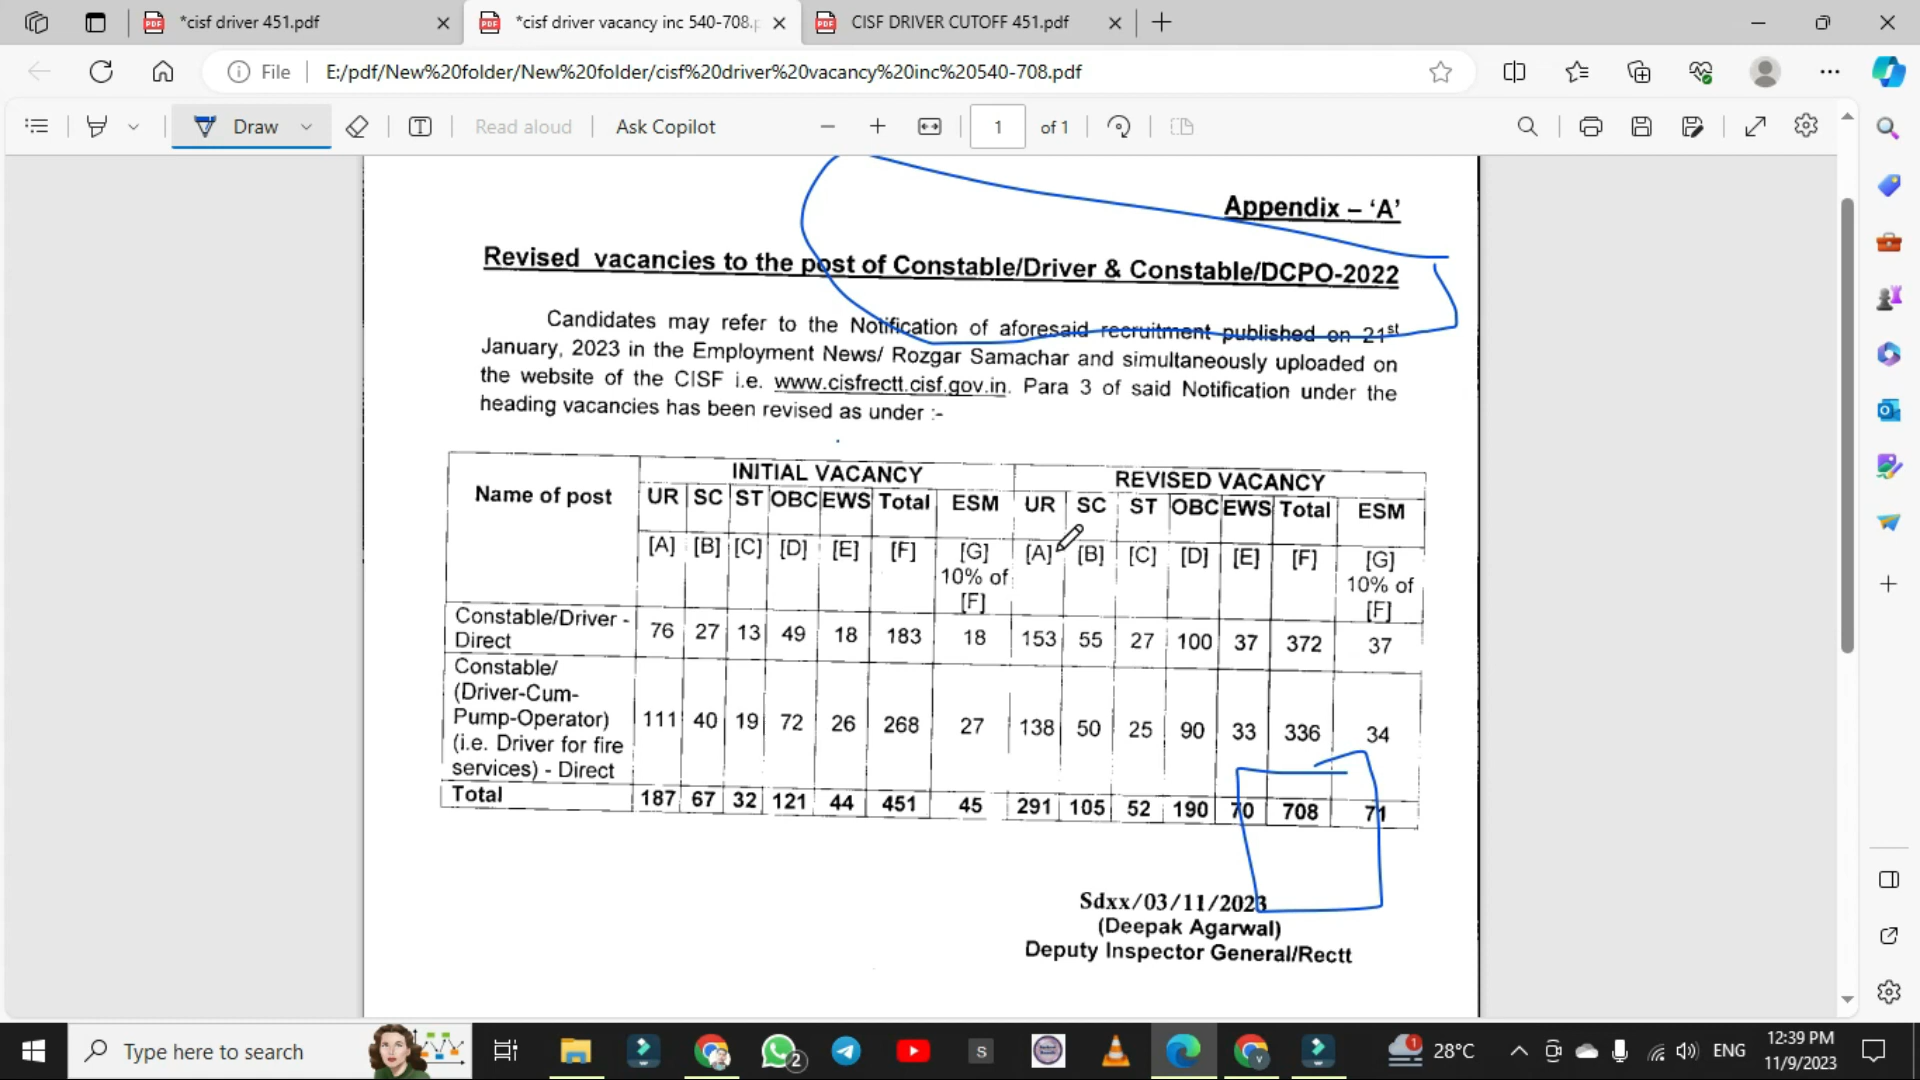 *cisf driver 451.pdf
*cisf driver vacancy inc 540-708.p
CISF DRIVER CUTOFF 451.pdf
File
E:/pdf/New%20folder/New%20folder/cisf%20driver%20vacancy%20inc%20540-708.pdf
Draw
Read aloud
Ask Copilot
1 of 1
Appendix – ‘A’
Revised vacancies to the post of Constable/Driver & Constable/DCPO-2022
Candidates may refer to the Notification of aforesaid recruitment published on 21st
January, 2023 in the Employment News/ Rozgar Samachar and simultaneously uploaded on
the website of the CISF i.e. www.cisfrectt.cisf.gov.in. Para 3 of said Notification under the
heading vacancies has been revised as under :-
Name of post INITIAL VACANCY REVISED VACANCY
UR SC ST OBC EWS Total ESM UR SC ST OBC EWS Total ESM
[A] [B] [C] [D] [E] [F] [G] [A] [B] [C] [D] [E] [F] [G]
10% of 10% of
[F] [F]
Constable/Driver -
Direct 76 27 13 49 18 183 18 153 55 27 100 37 372 37
Constable/
(Driver-Cum-
Pump-Operator) 111 40 19 72 26 268 27 138 50 25 90 33 336 34
(i.e. Driver for fire
services) - Direct
Total 187 67 32 121 44 451 45 291 105 52 190 70 708 71
Sdxx/03/11/2023
(Deepak Agarwal)
Deputy Inspector General/Rectt
Type here to search
2
S
1
28°C
ENG
12:39 PM
11/9/2023